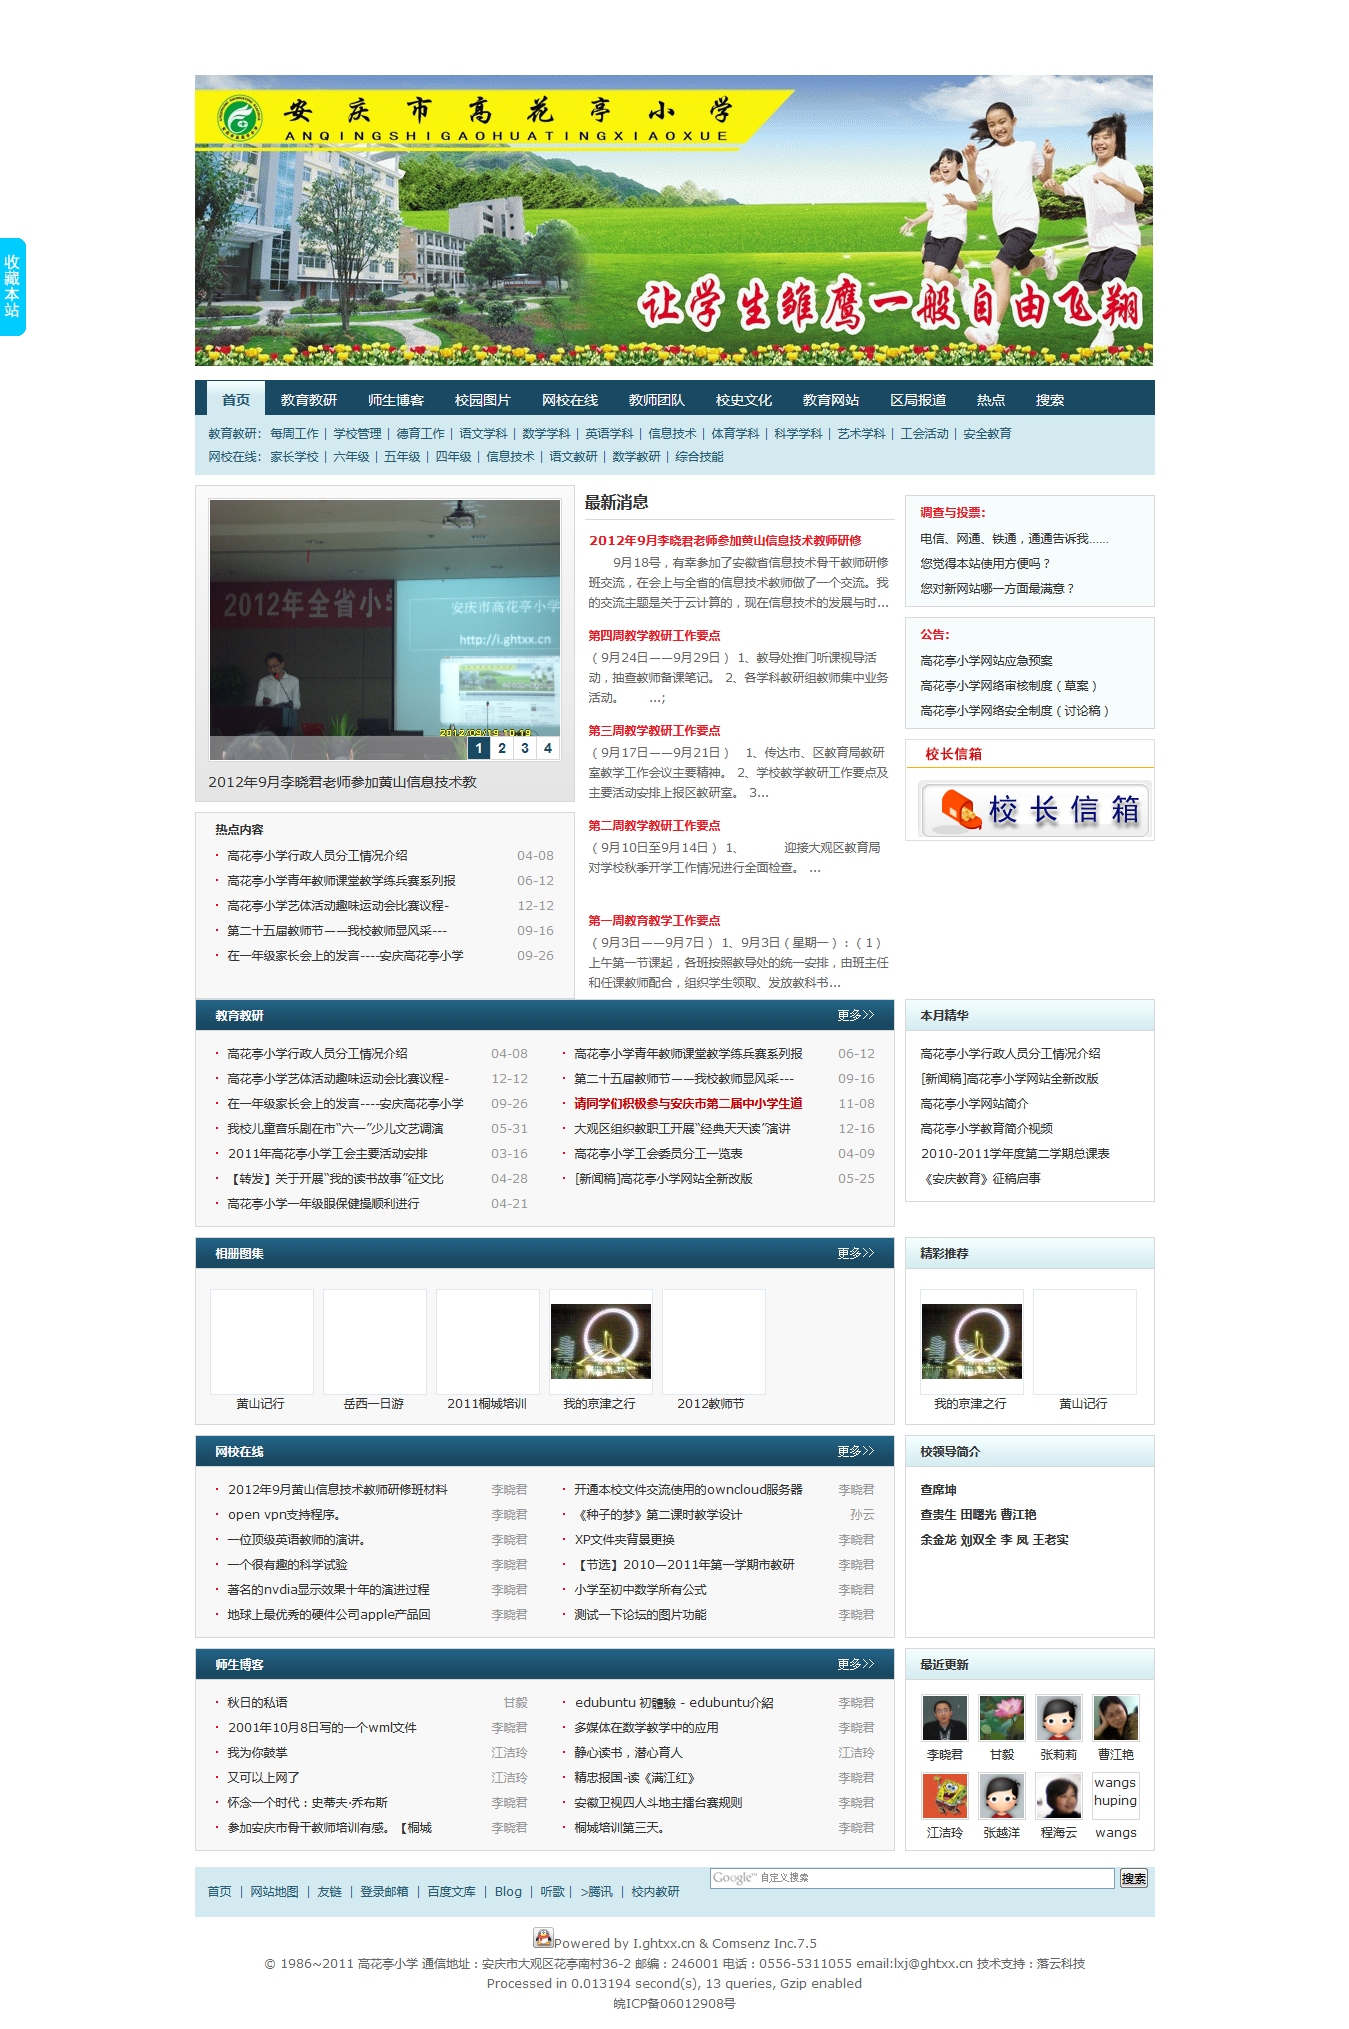 安庆市高花亭小学
ANQINGSHIGAOHUATINGXIAOXUE
让学生雏鹰一般自由飞翔
收藏本站
首页 教育教研 师生博客 校园图片 网校在线 教师团队 校史文化 教育网站 区局报道 热点 搜索
教育教研: 每周工作 | 学校管理 | 德育工作 | 语文学科 | 数学学科 | 英语学科 | 信息技术 | 体育学科 | 科学学科 | 艺术学科 | 工会活动 | 安全教育
网校在线: 家长学校 | 六年级 | 五年级 | 四年级 | 信息技术 | 语文教研 | 数学教研 | 综合技能
2012年全省小学
安庆市高花亭小学
http://i.ghtxx.cn
2012/09/19 10:19
1 2 3 4
2012年9月李晓君老师参加黄山信息技术教
热点内容
高花亭小学行政人员分工情况介绍 04-08
高花亭小学青年教师课堂教学练兵赛系列报 06-12
高花亭小学艺体活动趣味运动会比赛议程- 12-12
第二十五届教师节——我校教师显风采--- 09-16
在一年级家长会上的发言----安庆高花亭小学 09-26
最新消息
2012年9月李晓君老师参加黄山信息技术教师研修
9月18号，有幸参加了安徽省信息技术骨干教师研修
班交流，在会上与全省的信息技术教师做了一个交流。我
的交流主题是关于云计算的，现在信息技术的发展与时...
第四周教学教研工作要点
（9月24日——9月29日） 1、教导处推门听课视导活
动，抽查教师备课笔记。 2、各学科教研组教师集中业务
活动。 ...;
第三周教学教研工作要点
（9月17日——9月21日） 1、传达市、区教育局教研
室教学工作会议主要精神。 2、学校教学教研工作要点及
主要活动安排上报区教研室。 3...
第二周教学教研工作要点
（9月10日至9月14日） 1、 迎接大观区教育局
对学校秋季开学工作情况进行全面检查。 ...
第一周教育教学工作要点
（9月3日——9月7日） 1、9月3日（星期一）：（1）
上午第一节课起，各班按照教导处的统一安排，由班主任
和任课教师配合，组织学生领取、发放教科书...
调查与投票:
电信、网通、铁通，通通告诉我......
您觉得本站使用方便吗？
您对新网站哪一方面最满意？
公告:
高花亭小学网站应急预案
高花亭小学网络审核制度（草案）
高花亭小学网络安全制度（讨论稿）
校长信箱
校长信箱
教育教研 更多>>
高花亭小学行政人员分工情况介绍 04-08 高花亭小学青年教师课堂教学练兵赛系列报 06-12
高花亭小学艺体活动趣味运动会比赛议程- 12-12 第二十五届教师节——我校教师显风采--- 09-16
在一年级家长会上的发言----安庆高花亭小学 09-26 请同学们积极参与安庆市第二届中小学生道 11-08
我校儿童音乐剧在市“六一”少儿文艺调演 05-31 大观区组织教职工开展“经典天天读”演讲 12-16
2011年高花亭小学工会主要活动安排 03-16 高花亭小学工会委员分工一览表 04-09
【转发】关于开展“我的读书故事”征文比 04-28 [新闻稿]高花亭小学网站全新改版 05-25
高花亭小学一年级眼保健操顺利进行 04-21
本月精华
高花亭小学行政人员分工情况介绍
[新闻稿]高花亭小学网站全新改版
高花亭小学网站简介
高花亭小学教育简介视频
2010-2011学年度第二学期总课表
《安庆教育》征稿启事
相册图集 更多>>
黄山记行 岳西一日游 2011桐城培训 我的京津之行 2012教师节
精彩推荐
我的京津之行 黄山记行
网校在线 更多>>
2012年9月黄山信息技术教师研修班材料 李晓君 开通本校文件交流使用的owncloud服务器 李晓君
open vpn支持程序。 李晓君 《种子的梦》第二课时教学设计 孙云
一位顶级英语教师的演讲。 李晓君 XP文件夹背景更换 李晓君
一个很有趣的科学试验 李晓君 【节选】2010—2011年第一学期市教研 李晓君
著名的nvdia显示效果十年的演进过程 李晓君 小学至初中数学所有公式 李晓君
地球上最优秀的硬件公司apple产品回 李晓君 测试一下论坛的图片功能 李晓君
校领导简介
查席坤
查贵生 田曙光 曹江艳
余金龙 刘双全 李 凤 王老实
师生博客 更多>>
秋日的私语 甘毅 edubuntu 初體驗 - edubuntu介紹 李晓君
2001年10月8日写的一个wml文件 李晓君 多媒体在数学教学中的应用 李晓君
我为你鼓掌 江洁玲 静心读书，潜心育人 江洁玲
又可以上网了 江洁玲 精忠报国-读《满江红》 李晓君
怀念一个时代：史蒂夫·乔布斯 李晓君 安徽卫视四人斗地主擂台赛规则 李晓君
参加安庆市骨干教师培训有感。【桐城 李晓君 桐城培训第三天。 李晓君
最近更新
李晓君 甘毅 张莉莉 曹江艳
wangs
huping
江洁玲 张越洋 程海云 wangs
首页 | 网站地图 | 友链 | 登录邮箱 | 百度文库 | Blog | 听歌 | >腾讯 | 校内教研
Google™ 自定义搜索 搜索
Powered by I.ghtxx.cn & Comsenz Inc.7.5
© 1986~2011 高花亭小学 通信地址：安庆市大观区花亭南村36-2 邮编：246001 电话：0556-5311055 email:lxj@ghtxx.cn 技术支持：落云科技
Processed in 0.013194 second(s), 13 queries, Gzip enabled
皖ICP备06012908号